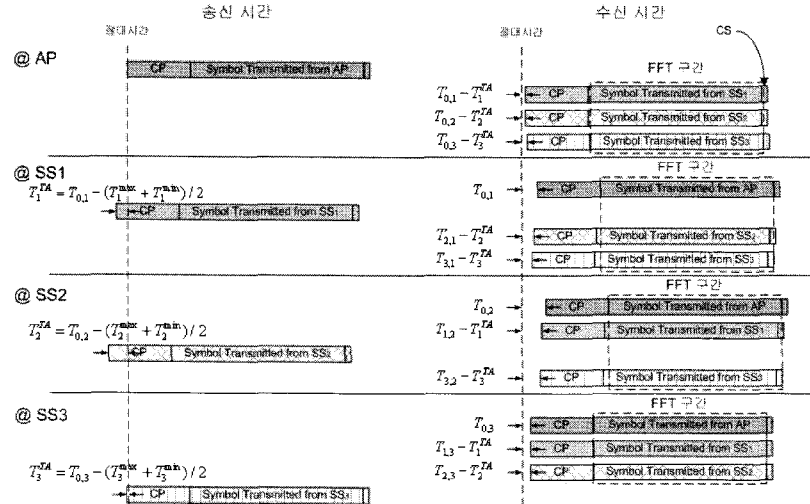 송신 시간
수신 시간
절대시간
절대시간
CS
@ AP
CP Symbol Transmitted from AP
FFT 구간
T_{0,1} − T_1^{TA} CP Symbol Transmitted from SS₁
T_{0,2} − T_2^{TA} CP Symbol Transmitted from SS₂
T_{0,3} − T_3^{TA} CP Symbol Transmitted from SS₃
@ SS1
T_1^{TA} = T_{0,1} − (T_1^{max} + T_1^{min}) / 2
CP Symbol Transmitted from SS₁
FFT 구간
T_{0,1} CP Symbol Transmitted from AP
T_{2,1} − T_2^{TA} CP Symbol Transmitted from SS₂
T_{3,1} − T_3^{TA} CP Symbol Transmitted from SS₃
@ SS2
T_2^{TA} = T_{0,2} − (T_2^{max} + T_2^{min}) / 2
CP Symbol Transmitted from SS₂
FFT 구간
T_{0,2} CP Symbol Transmitted from AP
T_{1,2} − T_1^{TA} CP Symbol Transmitted from SS₁
T_{3,2} − T_3^{TA} CP Symbol Transmitted from SS₃
@ SS3
T_3^{TA} = T_{0,3} − (T_3^{max} + T_3^{min}) / 2
CP Symbol Transmitted from SS₃
FFT 구간
T_{0,3} CP Symbol Transmitted from AP
T_{1,3} − T_1^{TA} CP Symbol Transmitted from SS₁
T_{2,3} − T_2^{TA} CP Symbol Transmitted from SS₂